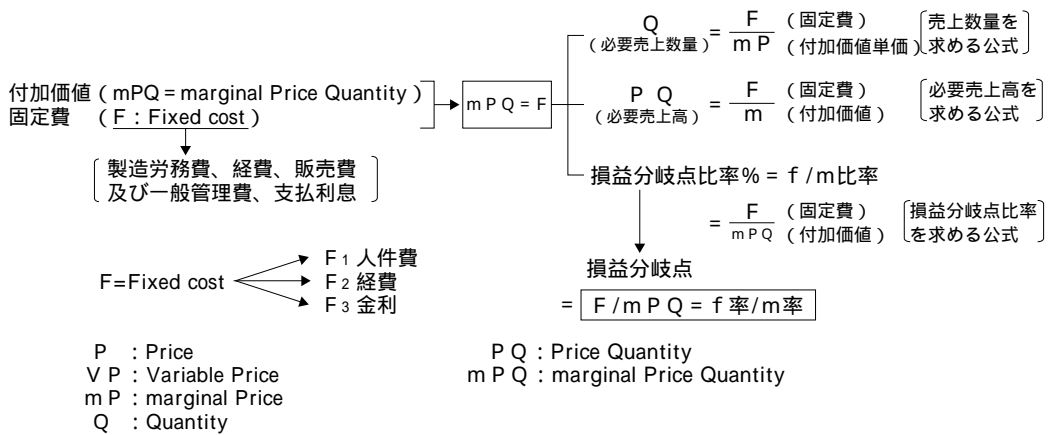 付加価値（mPQ=marginal Price Quantity）
固定費　（F：Fixed cost）
製造労務費、経費、販売費
及び一般管理費、支払利息
mPQ=F
Q = F/mP （固定費） 売上数量を
（必要売上数量） （付加価値単価） 求める公式
PQ = F/m （固定費） 必要売上高を
（必要売上高） （付加価値） 求める公式
損益分岐点比率%=f/m比率
= F/mPQ （固定費） 損益分岐点比率
（付加価値） を求める公式
損益分岐点
= F/mPQ=f率/m率
F=Fixed cost
F1 人件費
F2 経費
F3 金利
P : Price
VP : Variable Price
mP : marginal Price
Q : Quantity
PQ : Price Quantity
mPQ : marginal Price Quantity